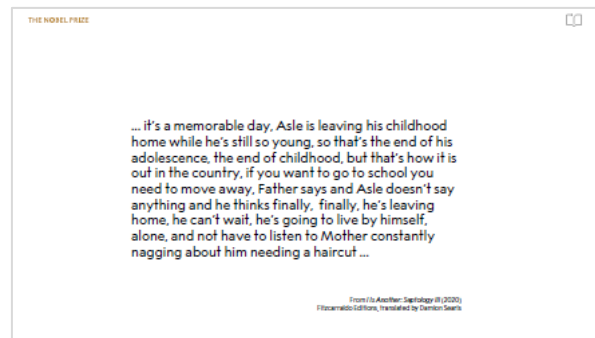 THE NOBEL PRIZE
... it's a memorable day, Asle is leaving his childhood
home while he's still so young, so that's the end of his
adolescence, the end of childhood, but that's how it is
out in the country, if you want to go to school you
need to move away, Father says and Asle doesn't say
anything and he thinks finally, finally, he's leaving
home, he can't wait, he's going to live by himself,
alone, and not have to listen to Mother constantly
nagging about him needing a haircut ...
From I Is Another: Septology III (2020)
Fitzcarraldo Editions, translated by Damion Searls